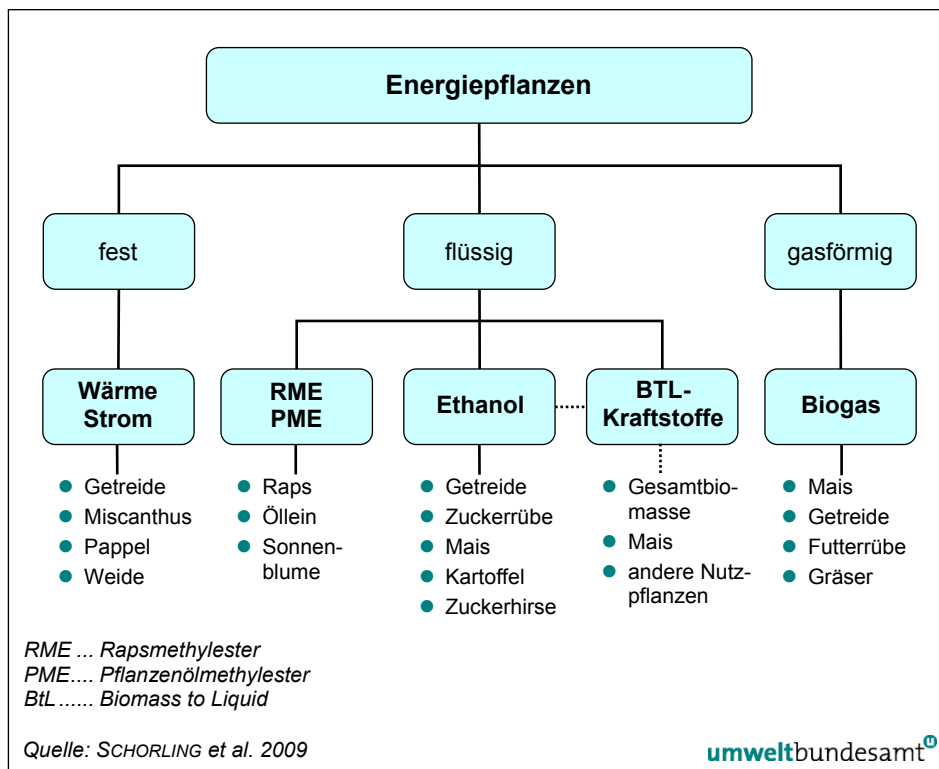 Energiepflanzen
fest
flüssig
gasförmig
Wärme
Strom
RME
PME
Ethanol
BTL-
Kraftstoffe
Biogas
Getreide
Miscanthus
Pappel
Weide
Raps
Öllein
Sonnen-
blume
Getreide
Zuckerrübe
Mais
Kartoffel
Zuckerhirse
Gesamtbio-
masse
Mais
andere Nutz-
pflanzen
Mais
Getreide
Futterrübe
Gräser
RME ... Rapsmethylester
PME.... Pflanzenölmethylester
BtL ...... Biomass to Liquid
Quelle: SCHORLING et al. 2009
umweltbundesamt
u